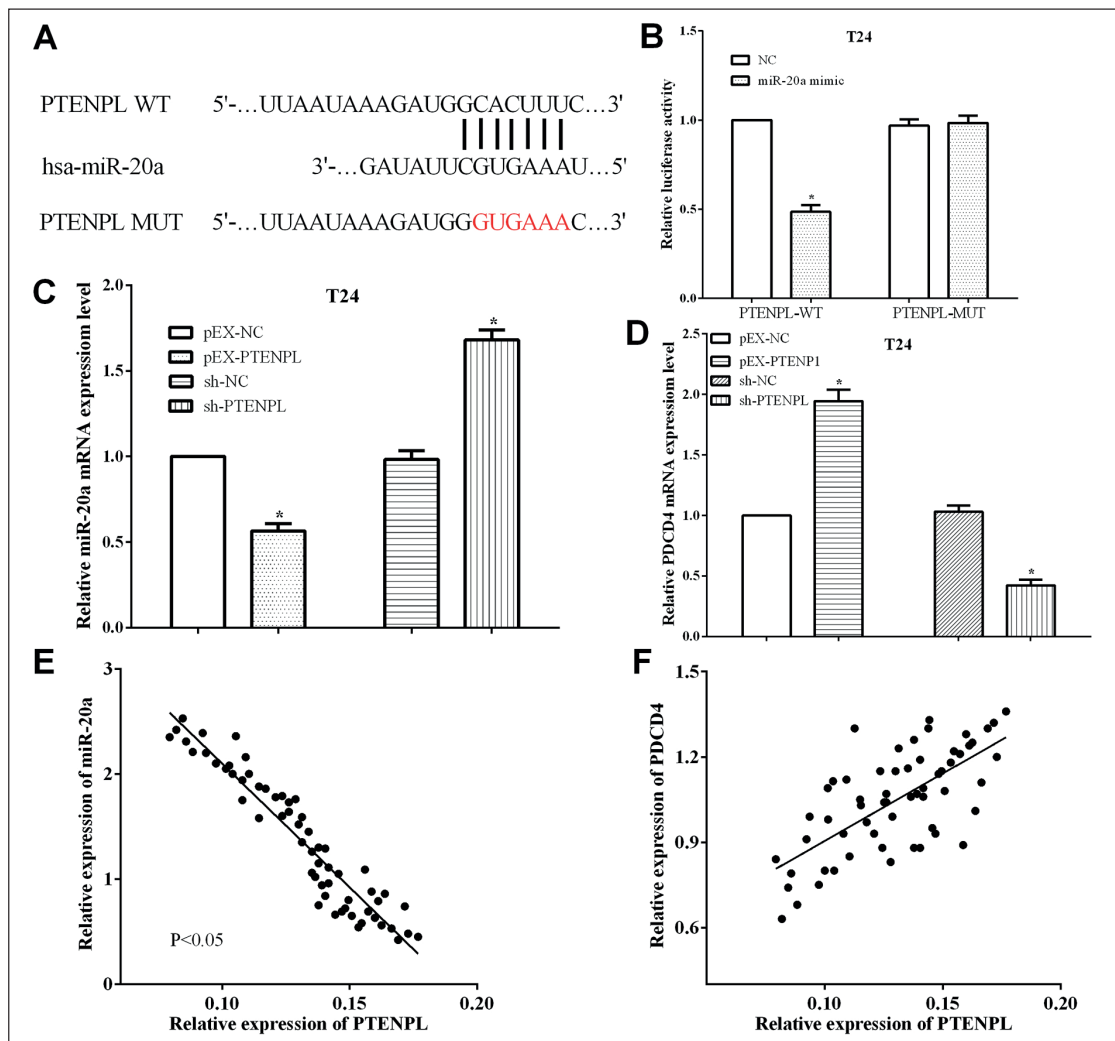 A
PTENPL WT 5'-…UUAAUAAAGAUGGCACUUUC…3'
hsa-miR-20a 3'-…GAUAUUCGUGAAAU…5'
PTENPL MUT 5'-…UUAAUAAAGAUGGGUGAAAC…3'
B
T24
NC
miR-20a mimic
Relative luciferase activity
1.5
1.0
0.5
0.0
*
PTENPL-WT PTENPL-MUT
C
T24
pEX-NC
pEX-PTENPL
sh-NC
sh-PTENPL
Relative miR-20a mRNA expressiom level
2.0
1.5
1.0
0.5
0.0
*
*
D
T24
pEX-NC
pEX-PTENP1
sh-NC
sh-PTENPL
Relative PDCD4 mRNA expressiom level
2.5
2.0
1.5
1.0
0.5
0.0
*
*
E
Relative expression of miR-20a
3
2
1
0
P<0.05
0.10 0.15 0.20
Relative expression of PTENPL
F
Relative expression of PDCD4
1.5
1.2
0.9
0.6
0.10 0.15 0.20
Relative expression of PTENPL